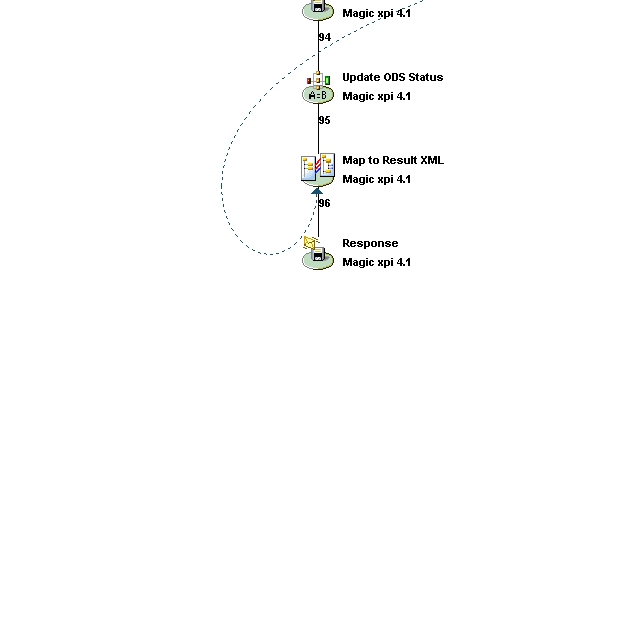 Magic xpi 4.1
94
Update ODS Status
A=B
Magic xpi 4.1
95
Map to Result XML
Magic xpi 4.1
96
Response
Magic xpi 4.1